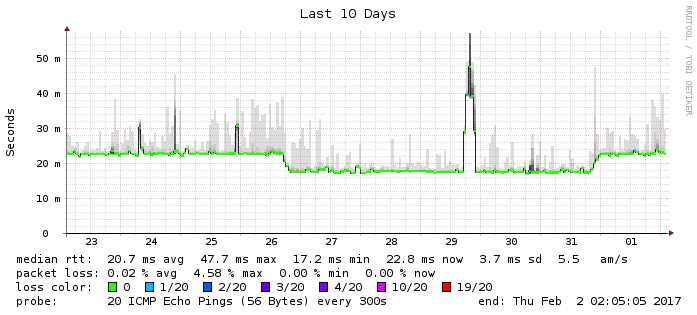 Last 10 Days
RRDTOOL / TOBI OETIKER
Seconds
50 m
40 m
30 m
20 m
10 m
0
23 24 25 26 27 28 29 30 31 01
median rtt: 20.7 ms avg 47.7 ms max 17.2 ms min 22.8 ms now 3.7 ms sd 5.5 am/s
packet loss: 0.02 % avg 4.58 % max 0.00 % min 0.00 % now
loss color: 0 1/20 2/20 3/20 4/20 10/20 19/20
probe: 20 ICMP Echo Pings (56 Bytes) every 300s end: Thu Feb 2 02:05:05 2017